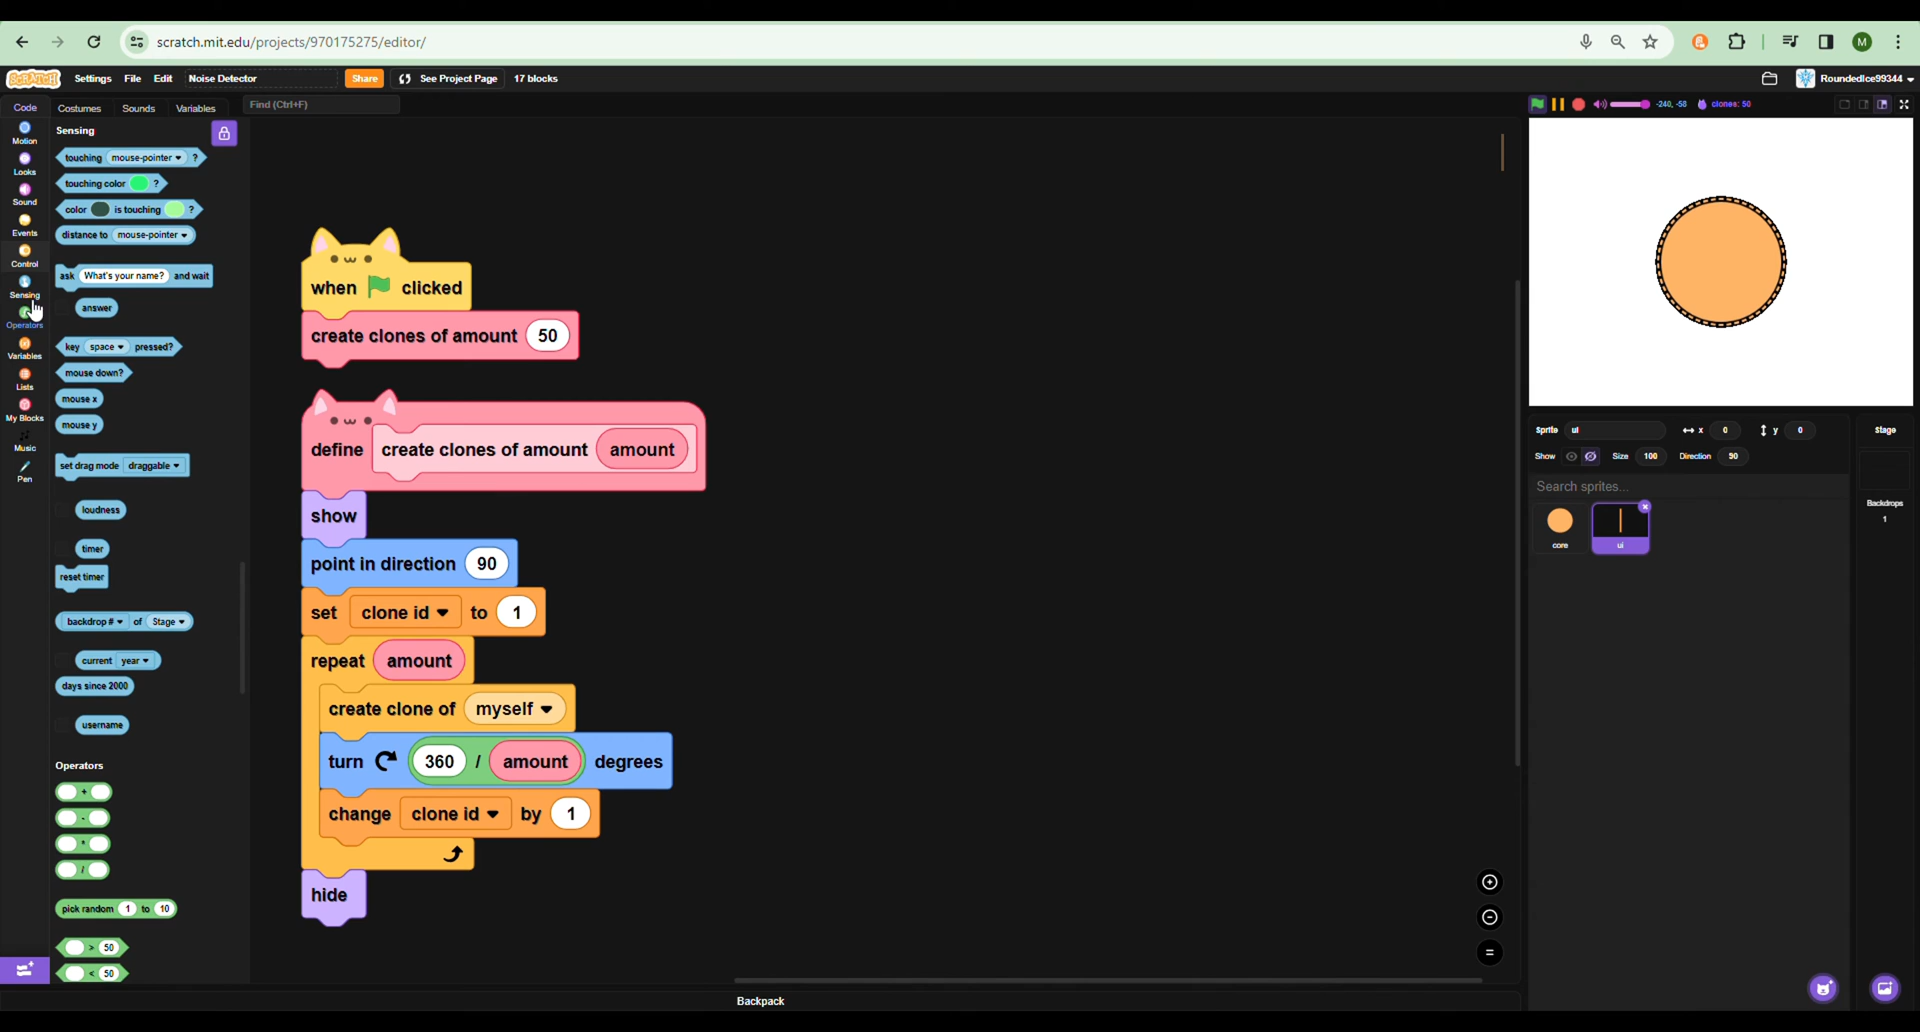 scratch.mit.edu/projects/970175275/editor/
M
SCRATCH Settings File Edit Noise Detector Share See Project Page 17 blocks RoundedIce99344
Code Costumes Sounds Variables Find (Ctrl+F) -240, -58 clones: 50
Motion
Looks
Sound
Events
Control
Sensing
Operators
Variables
Lists
My Blocks
Music
Pen
Sensing
touching mouse-pointer ?
touching color ?
color is touching ?
distance to mouse-pointer
ask What's your name? and wait
answer
key space pressed?
mouse down?
mouse x
mouse y
set drag mode draggable
loudness
timer
reset timer
backdrop # of Stage
current year
days since 2000
username
Operators
+
-
*
/
pick random 1 to 10
> 50
< 50
when clicked
create clones of amount 50
define create clones of amount amount
show
point in direction 90
set clone id to 1
repeat amount
create clone of myself
turn 360 / amount degrees
change clone id by 1
hide
Backpack
Sprite ui x 0 y 0
Show Size 100 Direction 90
Search sprites...
core
ui
Stage
Backdrops
1